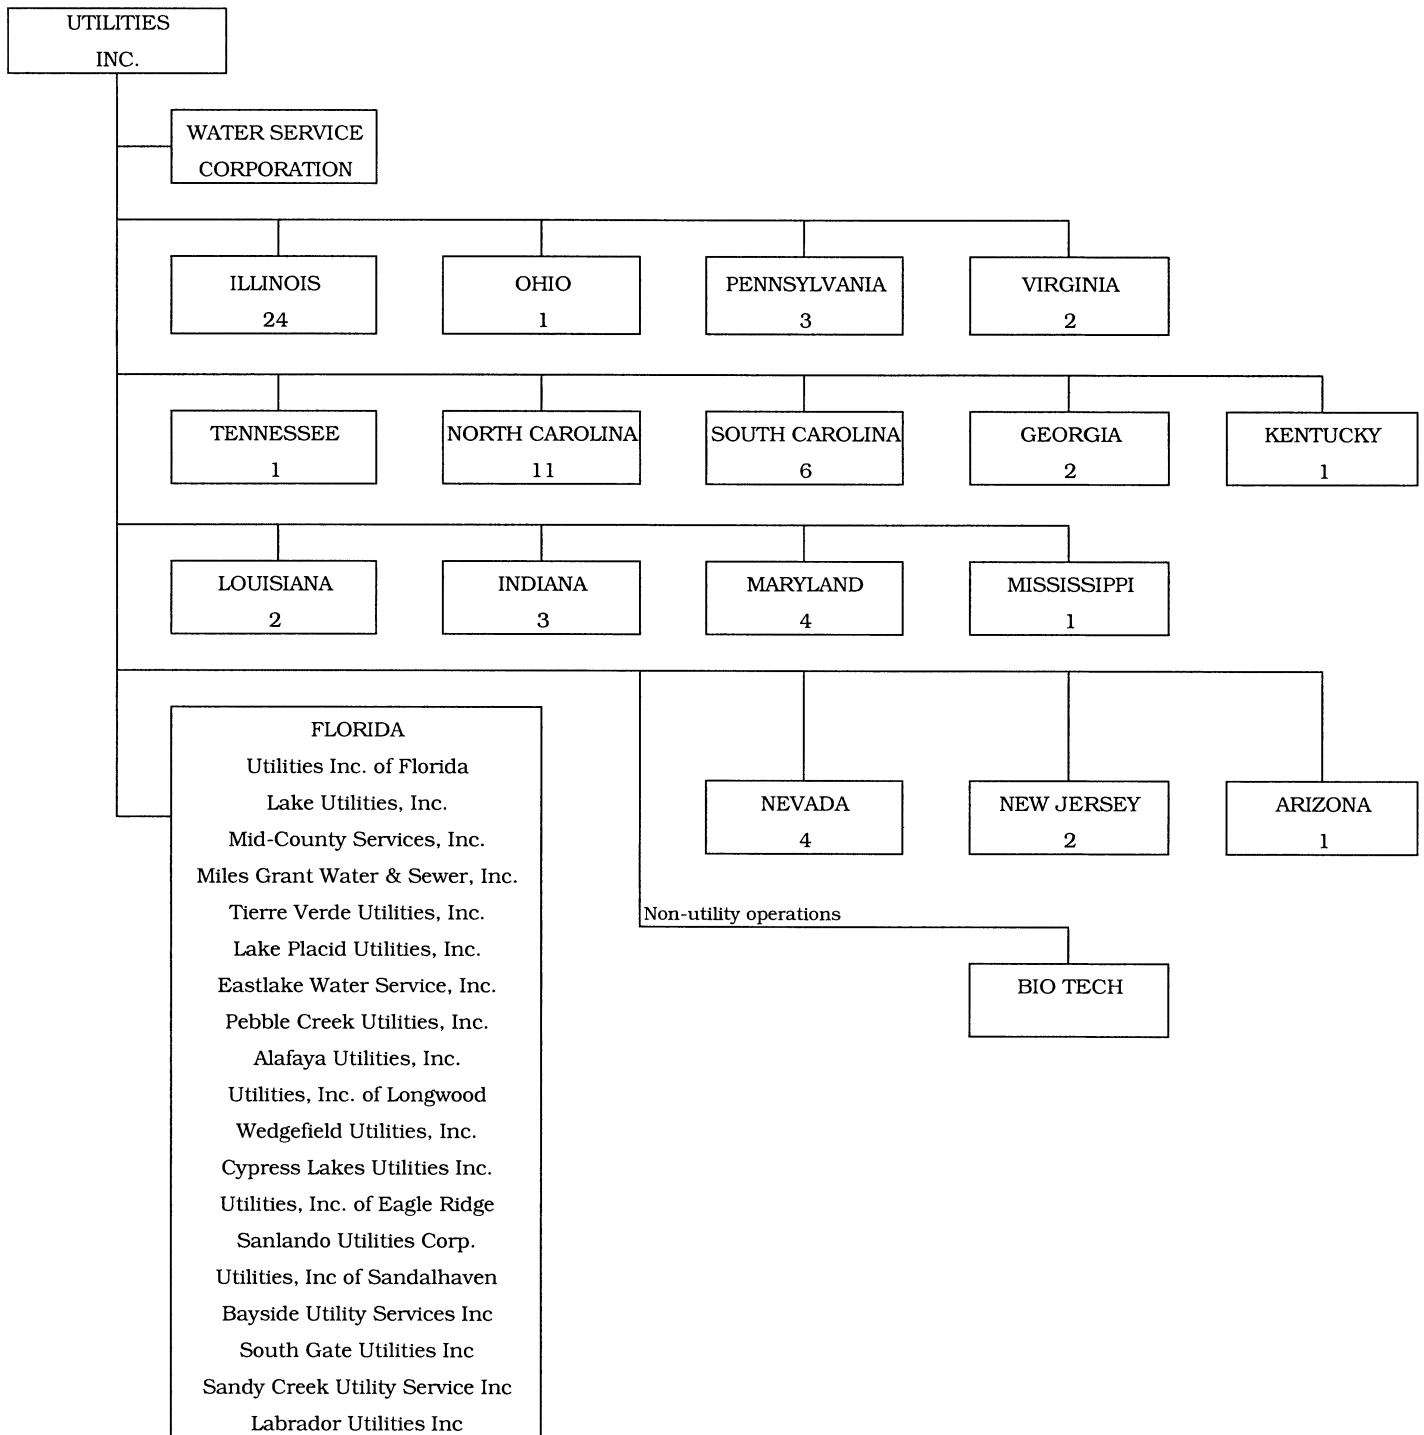 UTILITIES
INC.
WATER SERVICE
CORPORATION
ILLINOIS
24
OHIO
1
PENNSYLVANIA
3
VIRGINIA
2
TENNESSEE
1
NORTH CAROLINA
11
SOUTH CAROLINA
6
GEORGIA
2
KENTUCKY
1
LOUISIANA
2
INDIANA
3
MARYLAND
4
MISSISSIPPI
1
FLORIDA
Utilities Inc. of Florida
Lake Utilities, Inc.
Mid-County Services, Inc.
Miles Grant Water & Sewer, Inc.
Tierre Verde Utilities, Inc.
Lake Placid Utilities, Inc.
Eastlake Water Service, Inc.
Pebble Creek Utilities, Inc.
Alafaya Utilities, Inc.
Utilities, Inc. of Longwood
Wedgefield Utilities, Inc.
Cypress Lakes Utilities Inc.
Utilities, Inc. of Eagle Ridge
Sanlando Utilities Corp.
Utilities, Inc of Sandalhaven
Bayside Utility Services Inc
South Gate Utilities Inc
Sandy Creek Utility Service Inc
Labrador Utilities Inc
NEVADA
4
NEW JERSEY
2
ARIZONA
1
Non-utility operations
BIO TECH